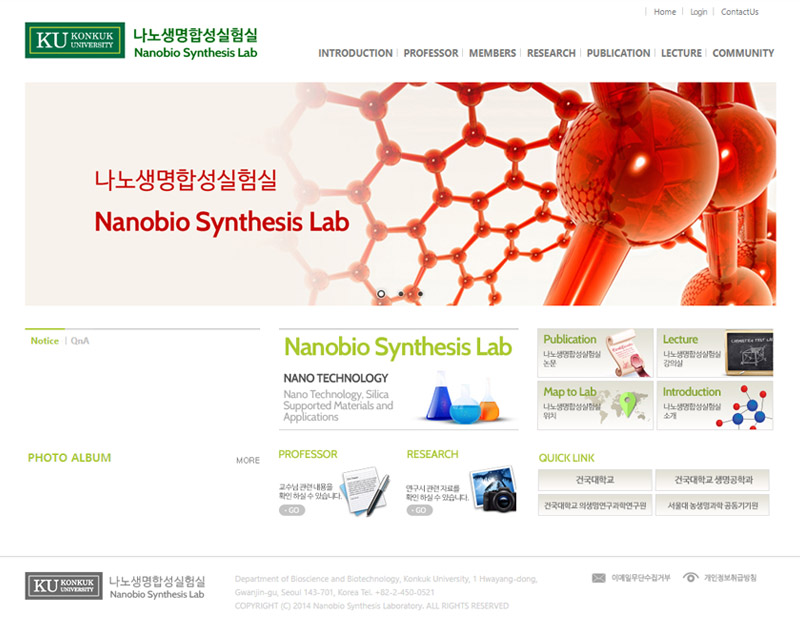 Home
Login
ContactUs
KU KONKUK UNIVERSITY
나노생명합성실험실
Nanobio Synthesis Lab
INTRODUCTION
PROFESSOR
MEMBERS
RESEARCH
PUBLICATION
LECTURE
COMMUNITY
나노생명합성실험실
Nanobio Synthesis Lab
Notice
QnA
Nanobio Synthesis Lab
NANO TECHNOLOGY
Nano Technology. Silica
Supported Materials and
Applications
Publication
나노생명합성실험실
논문
Lecture
나노생명합성실험실
강의실
Map to Lab
나노생명합성실험실
위치
Introduction
나노생명합성실험실
소개
PHOTO ALBUM
MORE
PROFESSOR
교수님 관련 내용을
확인 하실 수 있습니다.
GO
RESEARCH
연구시 관련 자료를
확인 하실 수 있습니다.
GO
QUICK LINK
건국대학교
건국대학교 생명공학과
건국대학교 의생명연구과학연구원
서울대 농생명과학 공동기기원
KU KONKUK UNIVERSITY
나노생명합성실험실
Nanobio Synthesis Lab
Department of Bioscience and Biotechnology, Konkuk University, 1 Hwayang-dong,
Gwanjin-gu, Seoul 143-701, Korea Tel. +82-2-450-0521
COPYRIGHT (C) 2014 Nanobio Synthesis Laboratory. ALL RIGHTS RESERVED
이메일무단수집거부
개인정보취급방침